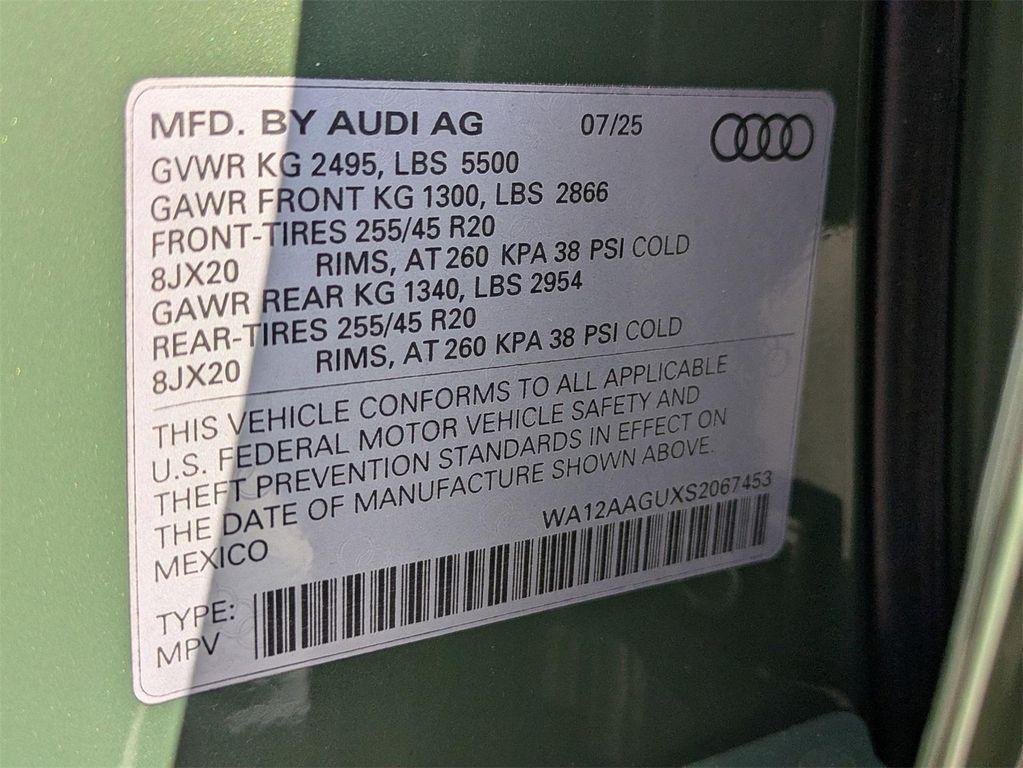 MFD. BY AUDI AG 07/25
GVWR KG 2495, LBS 5500
GAWR FRONT KG 1300, LBS 2866
FRONT-TIRES 255/45 R20
8JX20 RIMS, AT 260 KPA 38 PSI COLD
GAWR REAR KG 1340, LBS 2954
REAR-TIRES 255/45 R20
8JX20 RIMS, AT 260 KPA 38 PSI COLD
THIS VEHICLE CONFORMS TO ALL APPLICABLE
U.S. FEDERAL MOTOR VEHICLE SAFETY AND
THEFT PREVENTION STANDARDS IN EFFECT ON
THE DATE OF MANUFACTURE SHOWN ABOVE.
MEXICO WA12AAGUXS2067453
TYPE:
MPV